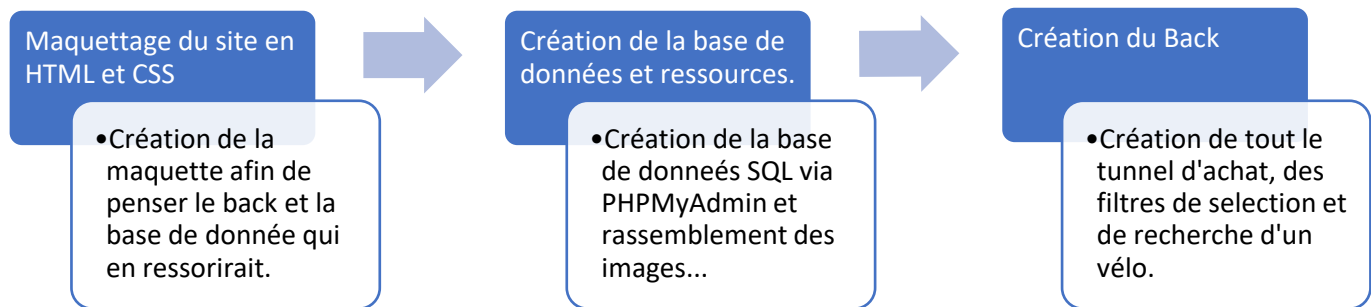 Maquettage du site en
HTML et CSS
•Création de la
maquette afin de
penser le back et la
base de donnée qui
en ressorirait.
Création de la base de
données et ressources.
•Création de la base
de donneés SQL via
PHPMyAdmin et
rassemblement des
images...
Création du Back
•Création de tout le
tunnel d'achat, des
filtres de selection et
de recherche d'un
vélo.